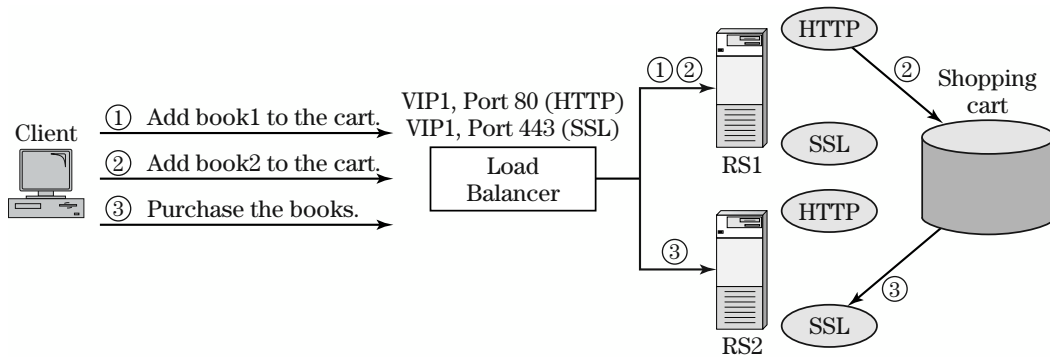 Client
① Add book1 to the cart.
② Add book2 to the cart.
③ Purchase the books.
VIP1, Port 80 (HTTP)
VIP1, Port 443 (SSL)
Load
Balancer
① ②
③
RS1
RS2
HTTP
SSL
HTTP
SSL
②
③
Shopping
cart